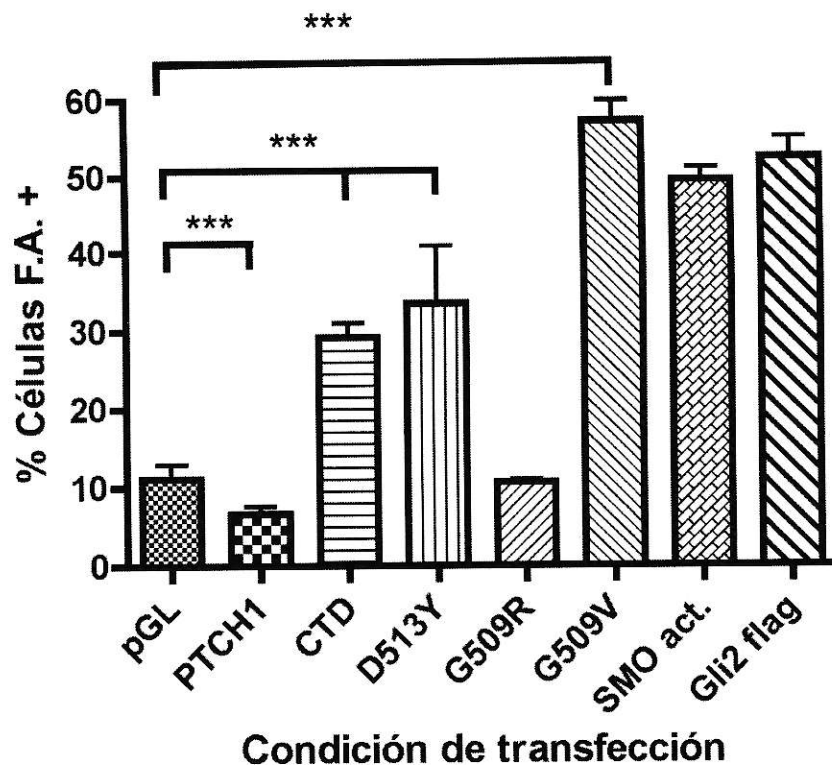 ***
***
***
% Células F.A. +
60
50
40
30
20
10
0
pGL
PTCH1
CTD
D513Y
G509R
G509V
SMO act.
Gli2 flag
Condición de transfección